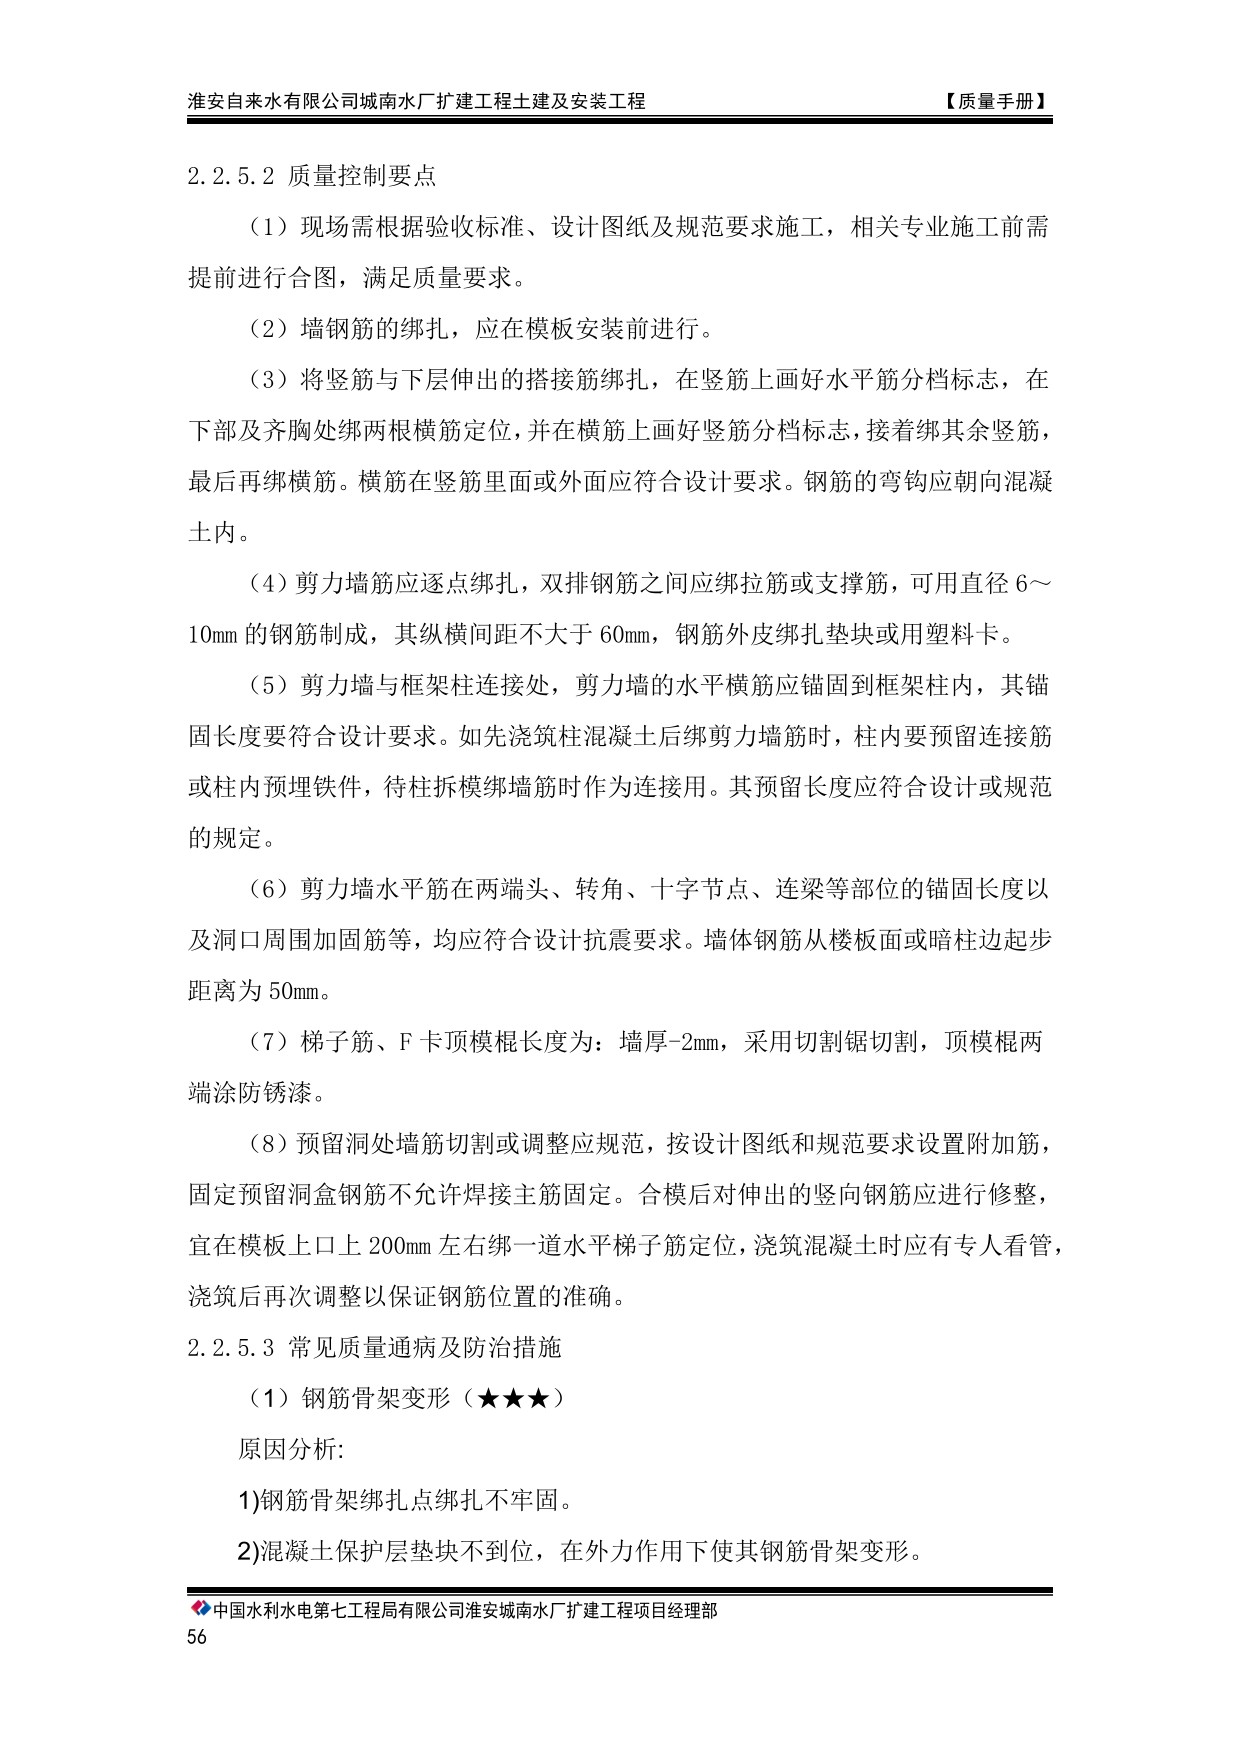 淮安自来水有限公司城南水厂扩建工程土建及安装工程 【质量手册】
2.2.5.2 质量控制要点
（1）现场需根据验收标准、设计图纸及规范要求施工，相关专业施工前需
提前进行合图，满足质量要求。
（2）墙钢筋的绑扎，应在模板安装前进行。
（3）将竖筋与下层伸出的搭接筋绑扎，在竖筋上画好水平筋分档标志，在
下部及齐胸处绑两根横筋定位，并在横筋上画好竖筋分档标志，接着绑其余竖筋，
最后再绑横筋。横筋在竖筋里面或外面应符合设计要求。钢筋的弯钩应朝向混凝
土内。
（4）剪力墙筋应逐点绑扎，双排钢筋之间应绑拉筋或支撑筋，可用直径 6～
10mm 的钢筋制成，其纵横间距不大于 60mm，钢筋外皮绑扎垫块或用塑料卡。
（5）剪力墙与框架柱连接处，剪力墙的水平横筋应锚固到框架柱内，其锚
固长度要符合设计要求。如先浇筑柱混凝土后绑剪力墙筋时，柱内要预留连接筋
或柱内预埋铁件，待柱拆模绑墙筋时作为连接用。其预留长度应符合设计或规范
的规定。
（6）剪力墙水平筋在两端头、转角、十字节点、连梁等部位的锚固长度以
及洞口周围加固筋等，均应符合设计抗震要求。墙体钢筋从楼板面或暗柱边起步
距离为 50mm。
（7）梯子筋、F 卡顶模棍长度为：墙厚-2mm，采用切割锯切割，顶模棍两
端涂防锈漆。
（8）预留洞处墙筋切割或调整应规范，按设计图纸和规范要求设置附加筋，
固定预留洞盒钢筋不允许焊接主筋固定。合模后对伸出的竖向钢筋应进行修整，
宜在模板上口上 200mm 左右绑一道水平梯子筋定位，浇筑混凝土时应有专人看管，
浇筑后再次调整以保证钢筋位置的准确。
2.2.5.3 常见质量通病及防治措施
（1）钢筋骨架变形（★★★）
原因分析:
1)钢筋骨架绑扎点绑扎不牢固。
2)混凝土保护层垫块不到位，在外力作用下使其钢筋骨架变形。
中国水利水电第七工程局有限公司淮安城南水厂扩建工程项目经理部
56